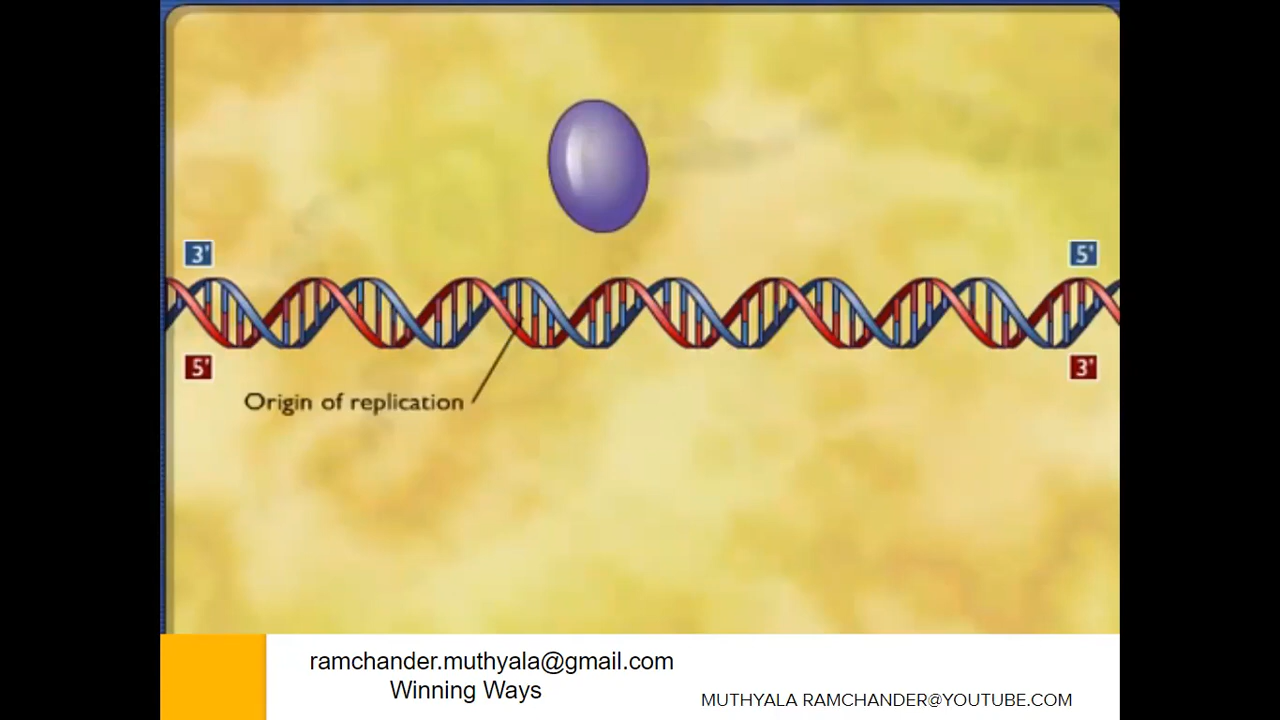 3' 5'
5' 3'
Origin of replication
ramchander.muthyala@gmail.com
Winning Ways
MUTHYALA RAMCHANDER@YOUTUBE.COM